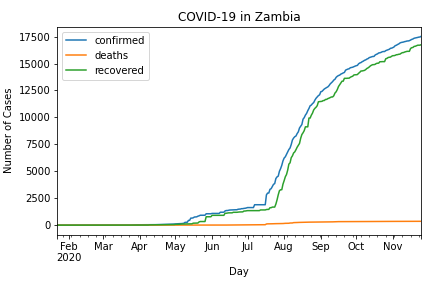 COVID-19 in Zambia
confirmed
deaths
recovered
Number of Cases
17500
15000
12500
10000
7500
5000
2500
0
Feb Mar Apr May Jun Jul Aug Sep Oct Nov
2020
Day